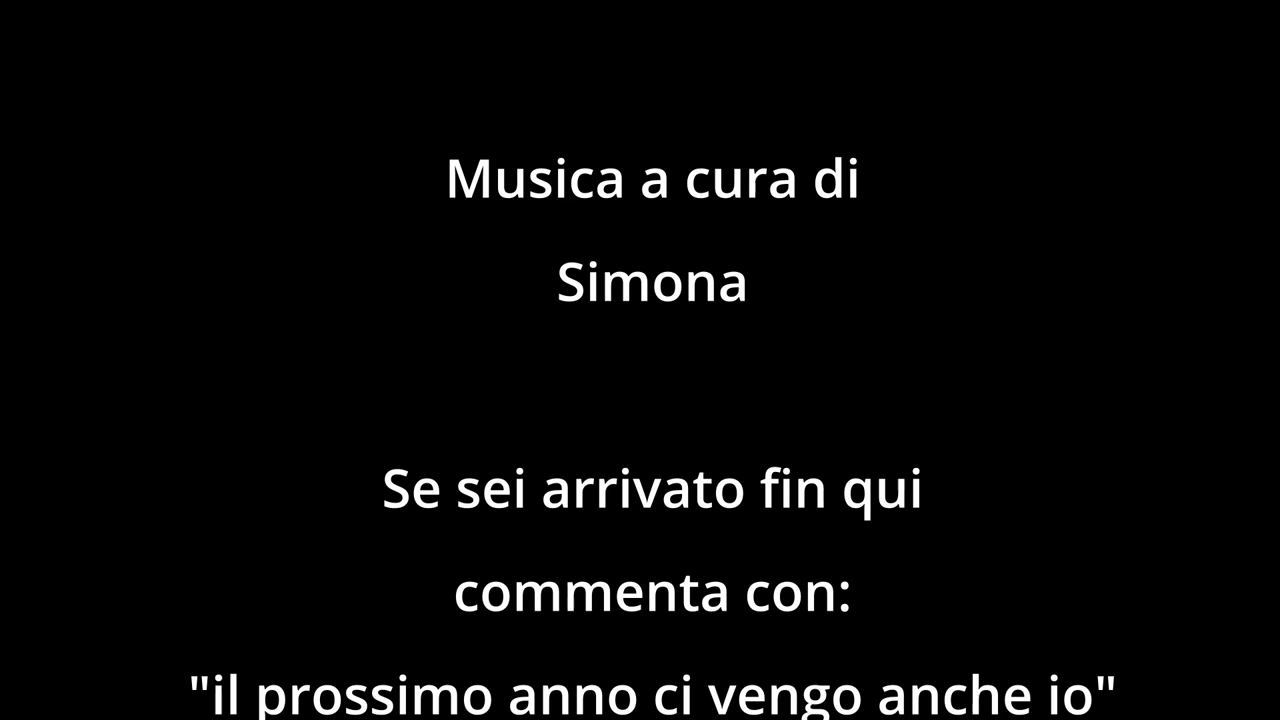 Musica a cura di
Simona
Se sei arrivato fin qui
commenta con:
"il prossimo anno ci vengo anche io"